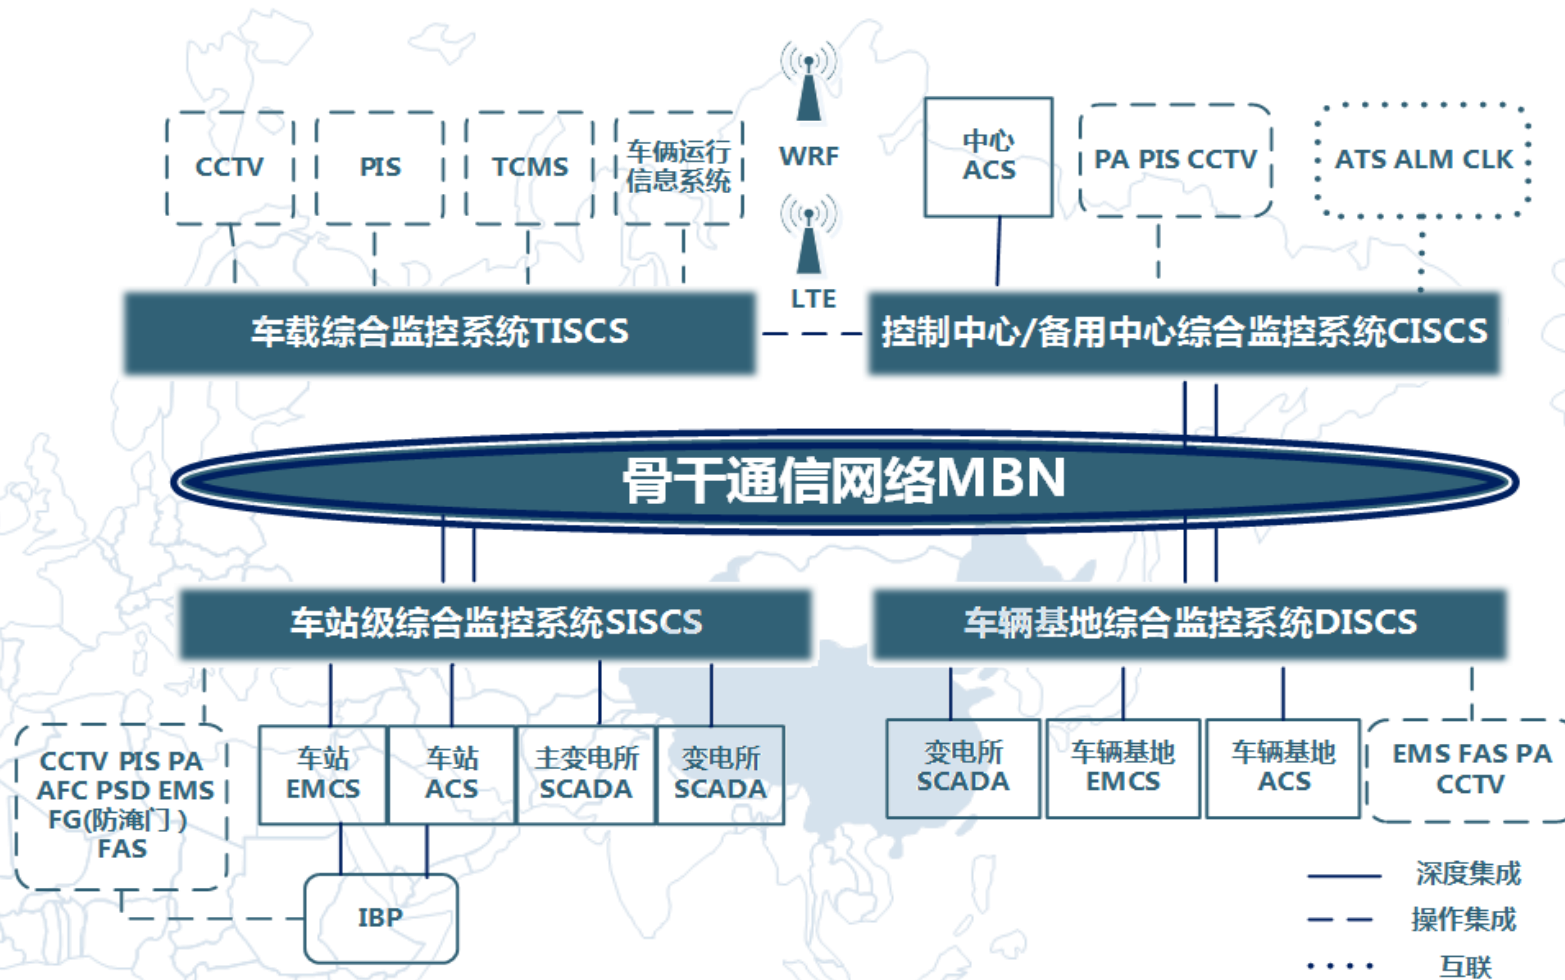 CCTV
PIS
TCMS
车俩运行
信息系统
WRF
LTE
中心
ACS
PA PIS CCTV
ATS ALM CLK
车载综合监控系统TISCS
控制中心/备用中心综合监控系统CISCS
骨干通信网络MBN
车站级综合监控系统SISCS
车辆基地综合监控系统DISCS
CCTV PIS PA
AFC PSD EMS
FG(防淹门)
FAS
车站
EMCS
车站
ACS
主变电所
SCADA
变电所
SCADA
变电所
SCADA
车辆基地
EMCS
车辆基地
ACS
EMS FAS PA
CCTV
IBP
深度集成
操作集成
互联